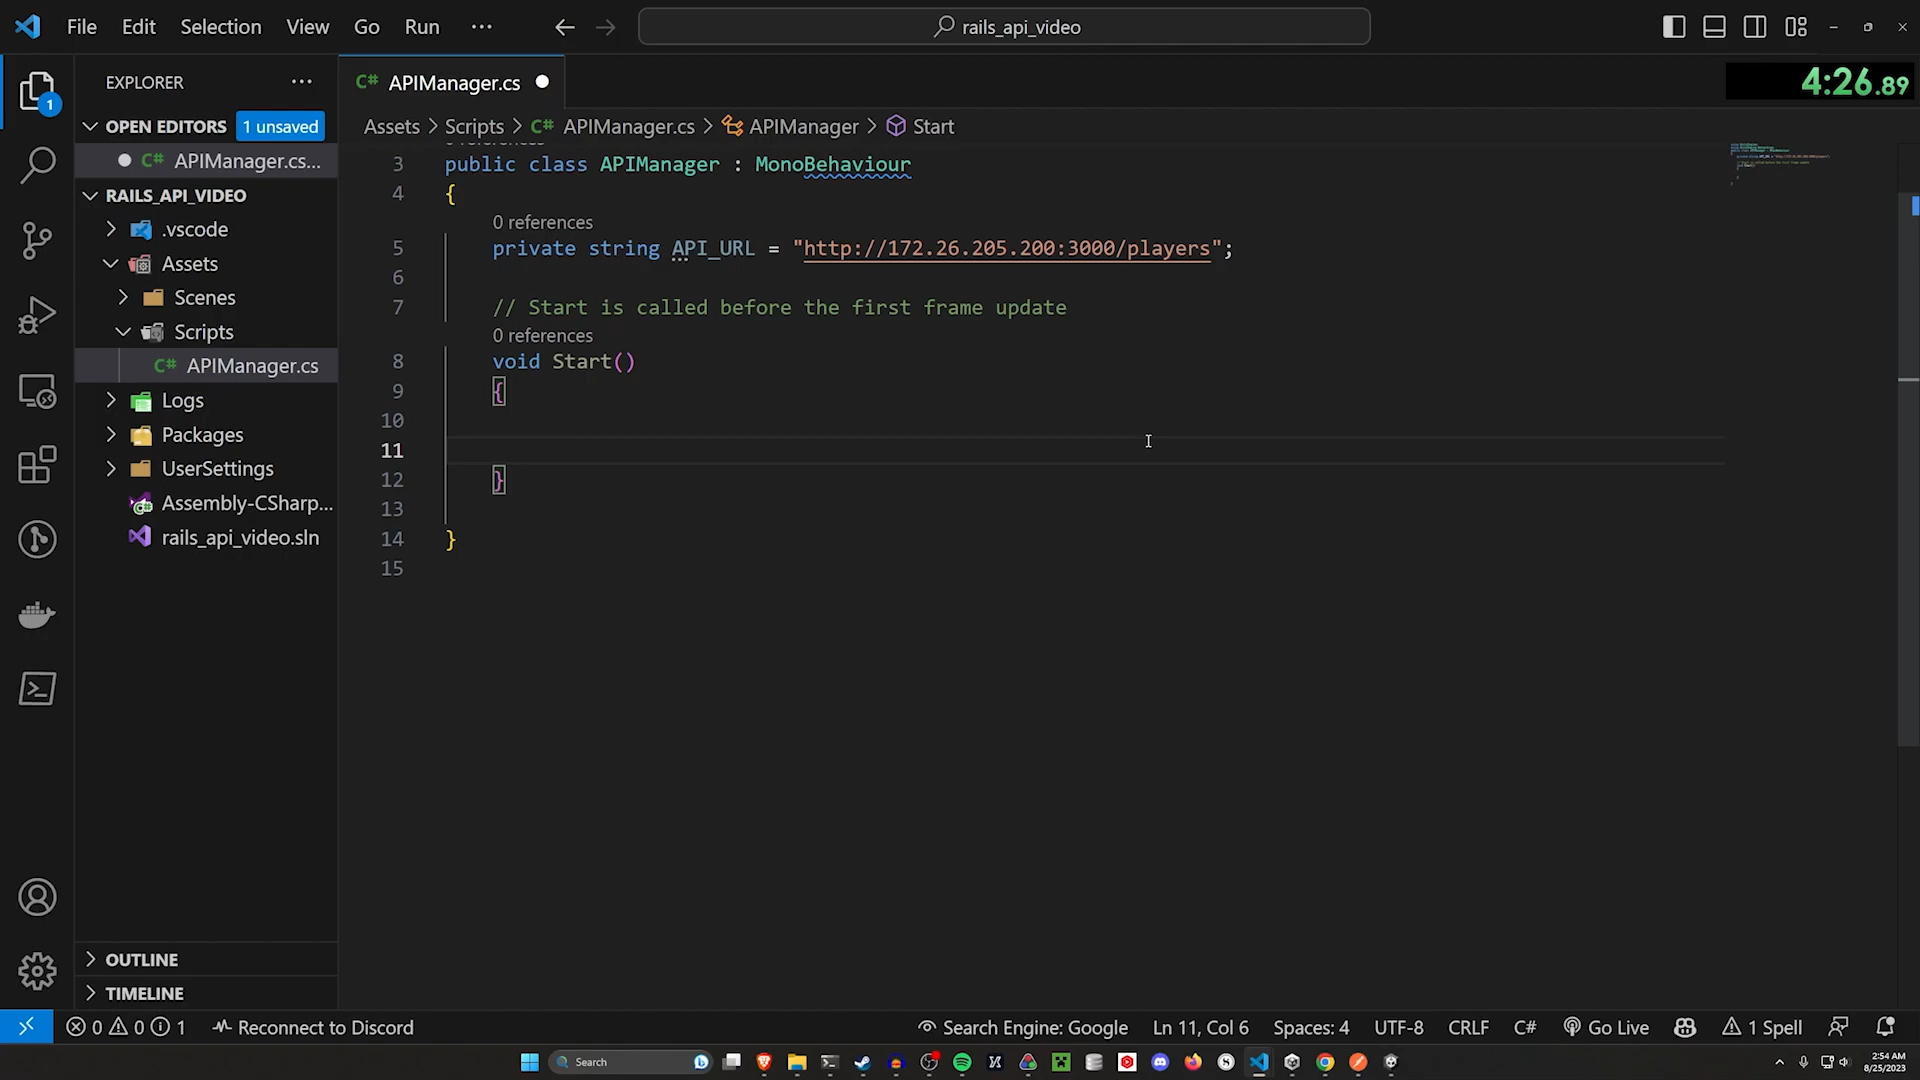 File Edit Selection View Go Run ···
rails_api_video
EXPLORER ···
APIManager.cs
4:26.89
OPEN EDITORS 1 unsaved
Assets > Scripts > C# APIManager.cs > APIManager > Start
C# APIManager.cs...
RAILS_API_VIDEO
.vscode
Assets
Scenes
Scripts
C# APIManager.cs
Logs
Packages
UserSettings
Assembly-CSharp...
rails_api_video.sln
OUTLINE
TIMELINE
3 public class APIManager : MonoBehaviour
4 {
0 references
5 private string API_URL = "http://172.26.205.200:3000/players";
6
7 // Start is called before the first frame update
0 references
8 void Start()
9 {
10
11
12 }
13
14 }
15
0 0 1 Reconnect to Discord
Search Engine: Google Ln 11, Col 6 Spaces: 4 UTF-8 CRLF C# Go Live 1 Spell
Search
2:54 AM
8/25/2023